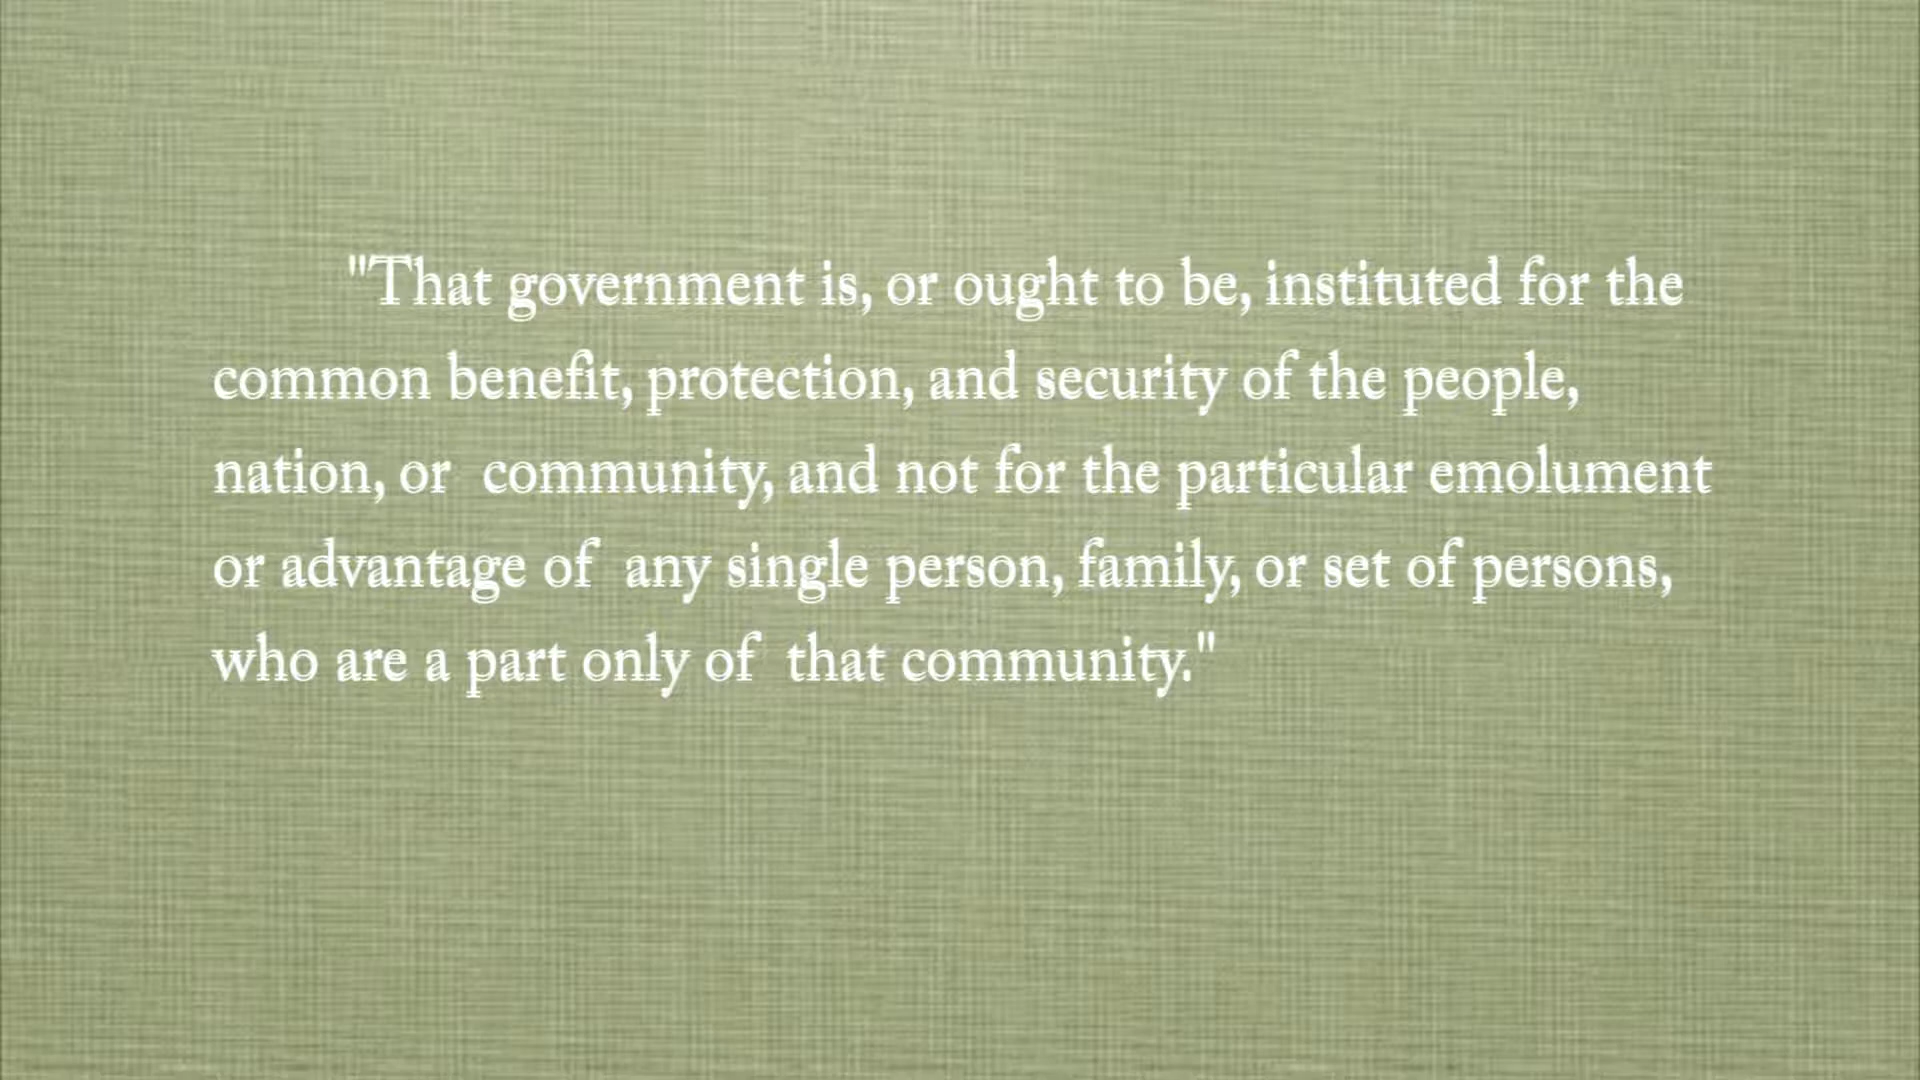 "That government is, or ought to be, instituted for the
common benefit, protection, and security of the people,
nation, or  community, and not for the particular emolument
or advantage of  any single person, family, or set of persons,
who are a part only of  that community."